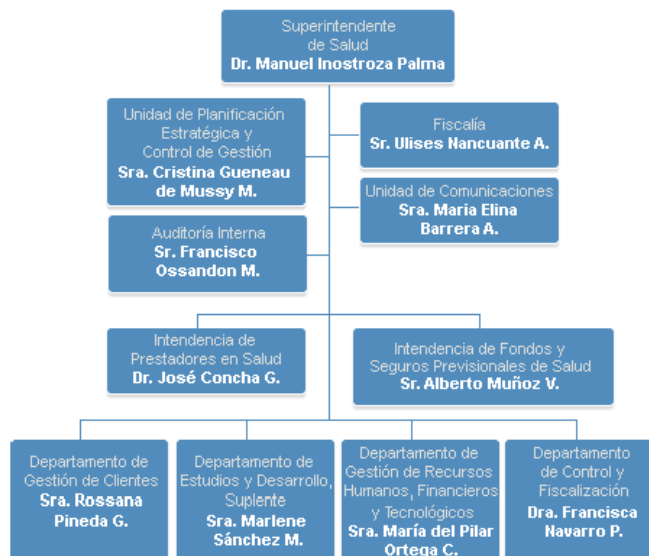 Superintendente
de Salud
Dr. Manuel Inostroza Palma
Unidad de Planificación
Estratégica y
Control de Gestión
Sra. Cristina Gueneau
de Mussy M.
Fiscalía
Sr. Ulises Nancuante A.
Unidad de Comunicaciones
Sra. Maria Elina
Barrera A.
Auditoría Interna
Sr. Francisco
Ossandon M.
Intendencia de
Prestadores en Salud
Dr. José Concha G.
Intendencia de Fondos y
Seguros Previsionales de Salud
Sr. Alberto Muñoz V.
Departamento de
Gestión de Clientes
Sra. Rossana
Pineda G.
Departamento de
Estudios y Desarrollo,
Suplente
Sra. Marlene
Sánchez M.
Departamento de
Gestión de Recursos
Humanos, Financieros
y Tecnológicos
Sra. María del Pilar
Ortega C.
Departamento
de Control y
Fiscalización
Dra. Francisca
Navarro P.